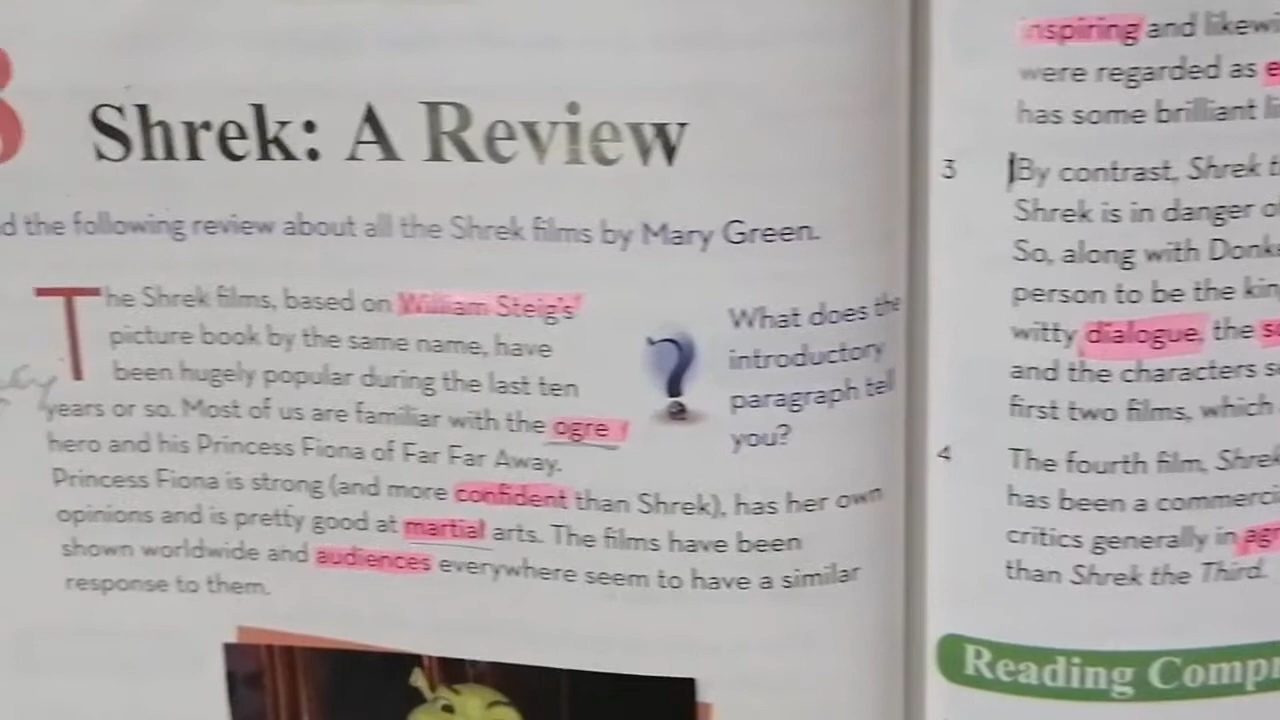 Shrek: A Review
the following review about all the Shrek films by Mary Green.
The Shrek films, based on William Steig's
picture book by the same name, have
been hugely popular during the last ten
years or so. Most of us are familiar with the ogre
hero and his Princess Fiona of Far Far Away.
Princess Fiona is strong (and more confident than Shrek), has her own
opinions and is pretty good at martial arts. The films have been
shown worldwide and audiences everywhere seem to have a similar
response to them.
?
What does the
introductory
paragraph tell
you?
inspiring and
were regarded as
has some brilliant
3 By contrast, Shrek
Shrek is in danger
So, along with
person to be the
witty dialogue, the
and the characters
first two films, which
4 The fourth film, Shrek
has been a
critics generally in
than Shrek the Third.
Reading